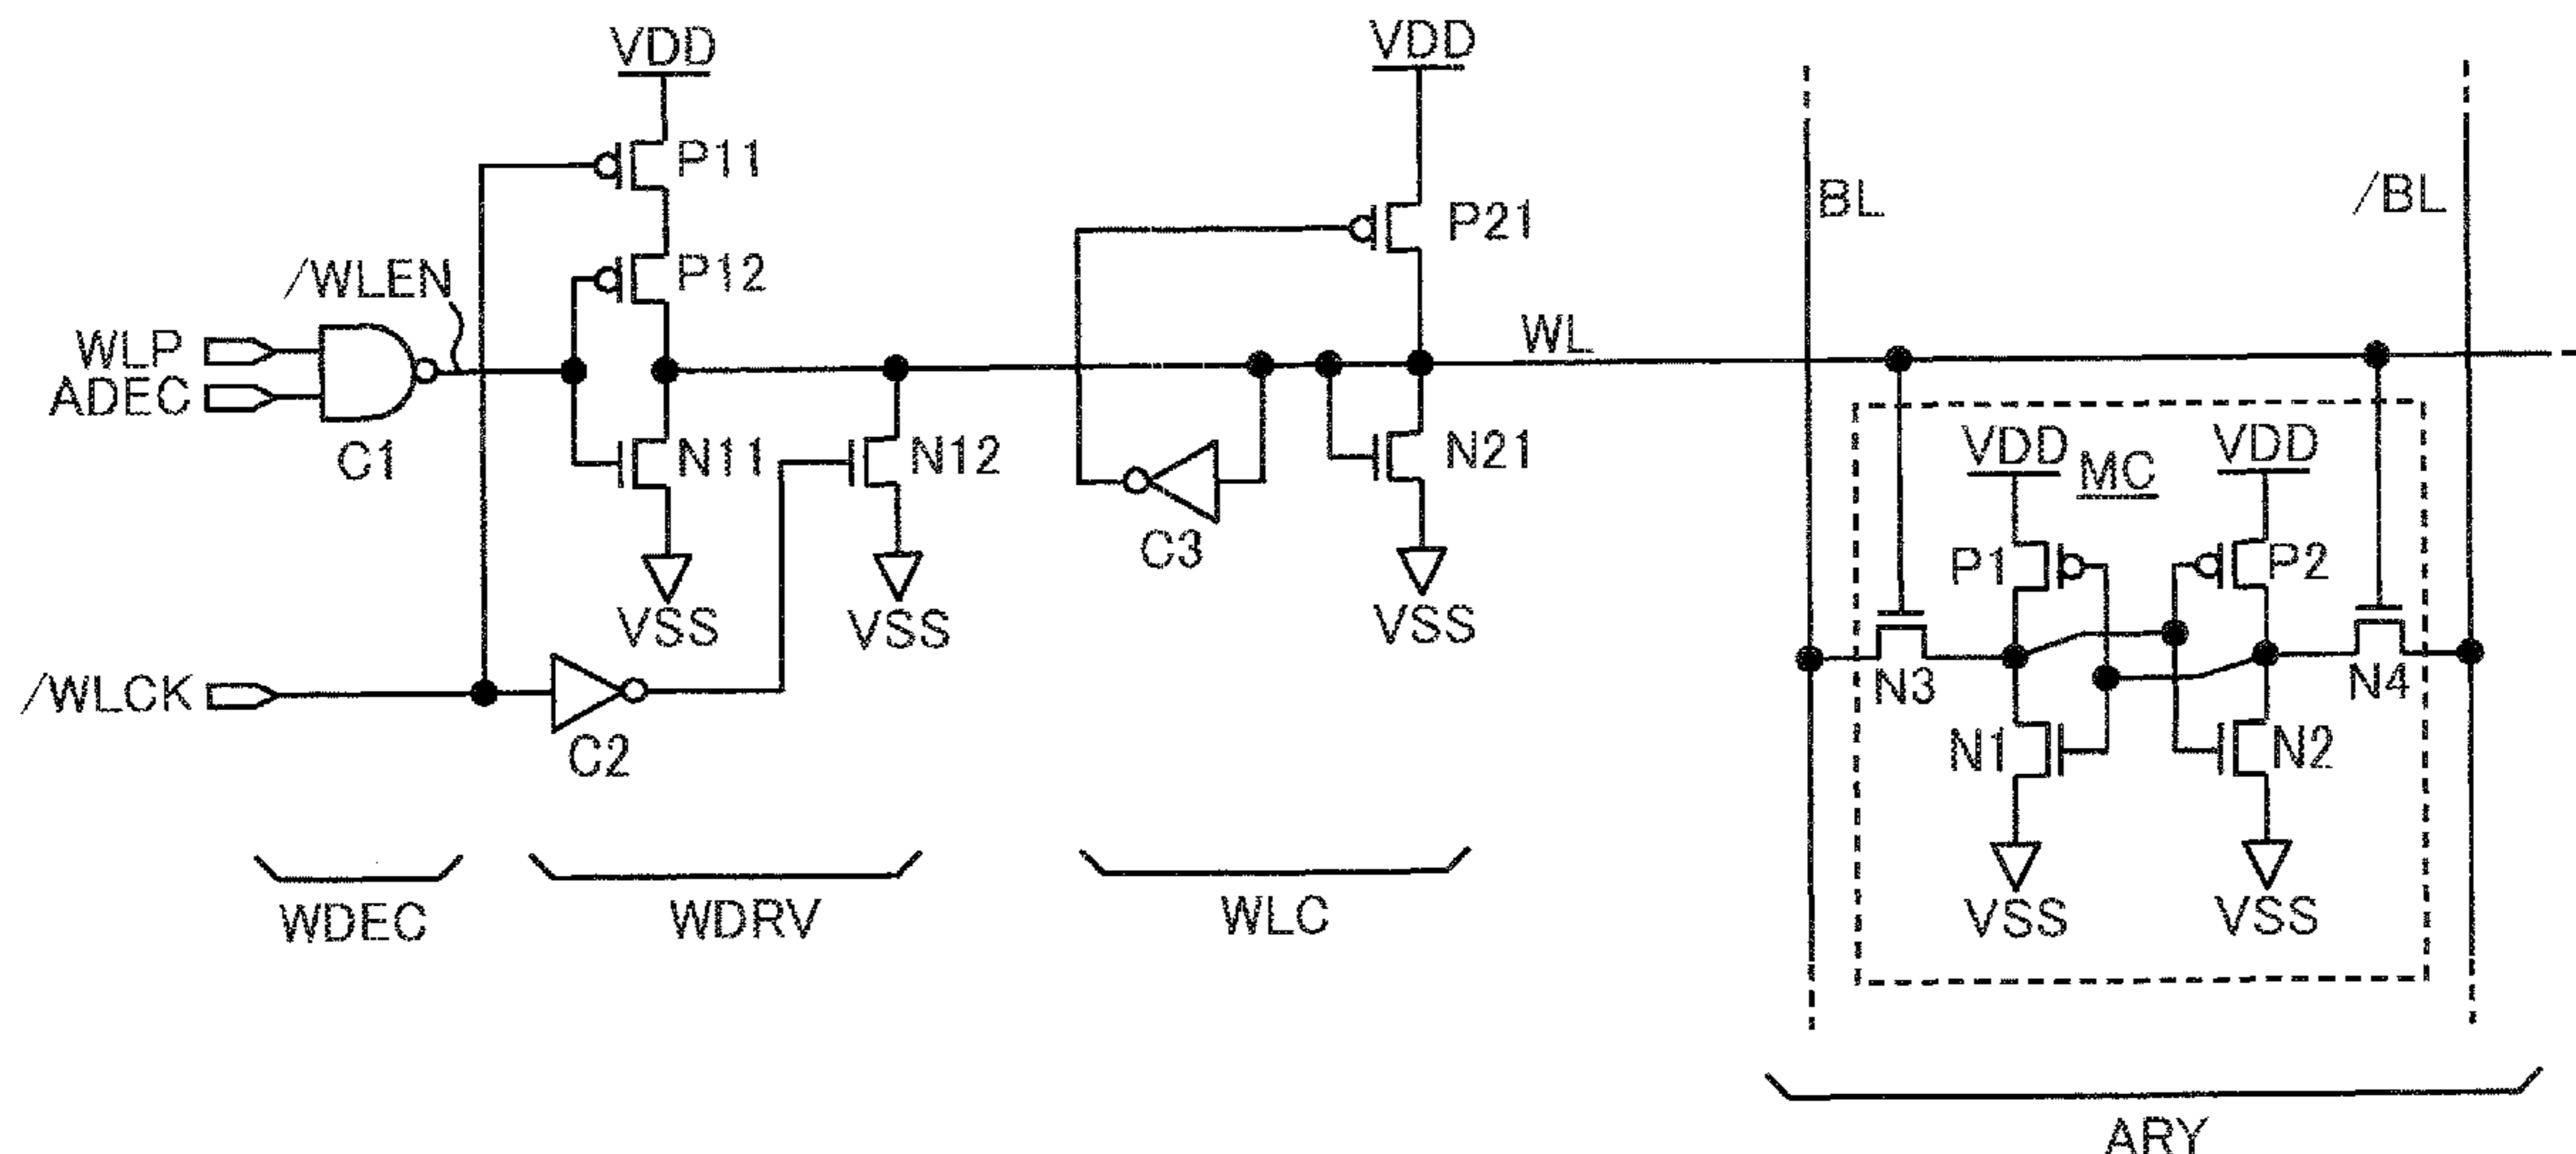 VDD
VDD
P11
BL
/BL
P21
/WLEN
P12
WLP
WL
ADEC
C1
N11
N12
N21
VDD
MC
VDD
C3
P1
P2
VSS
VSS
VSS
N3
N4
/WLCK
C2
N1
N2
WDEC
WDRV
WLC
VSS
VSS
ARY